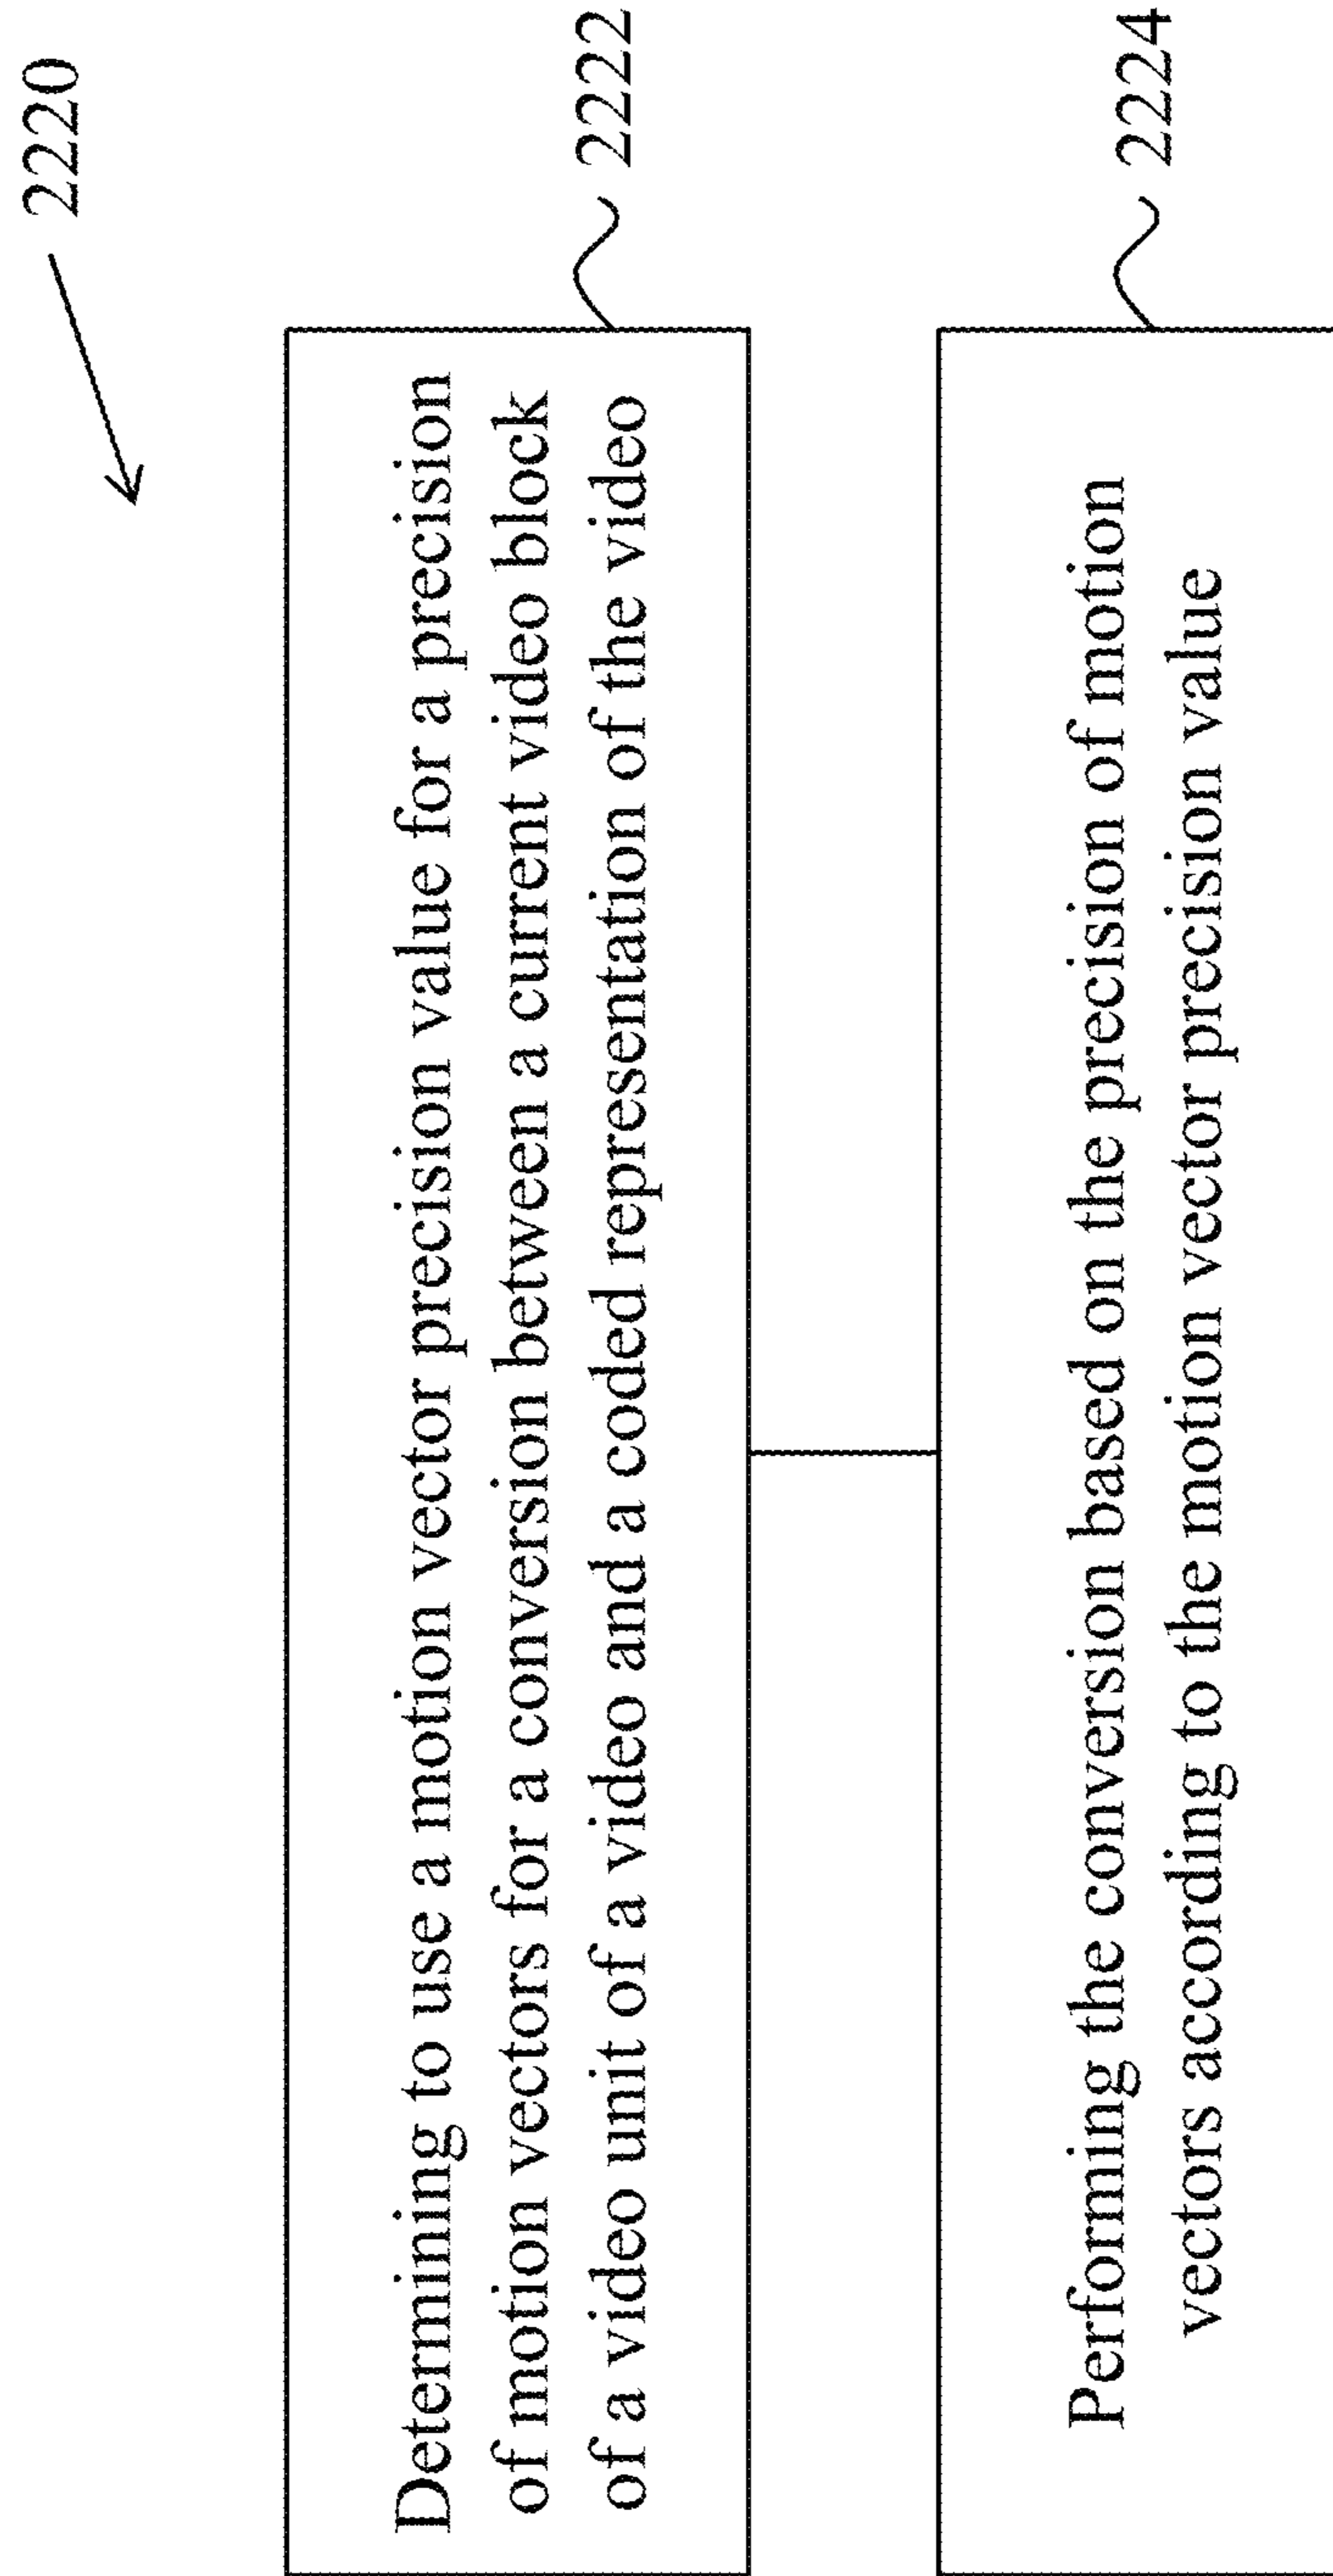 2220
Determining to use a motion vector precision value for a precision
of motion vectors for a conversion between a current video block
of a video unit of a video and a coded representation of the video
2222
Performing the conversion based on the precision of motion
vectors according to the motion vector precision value
2224